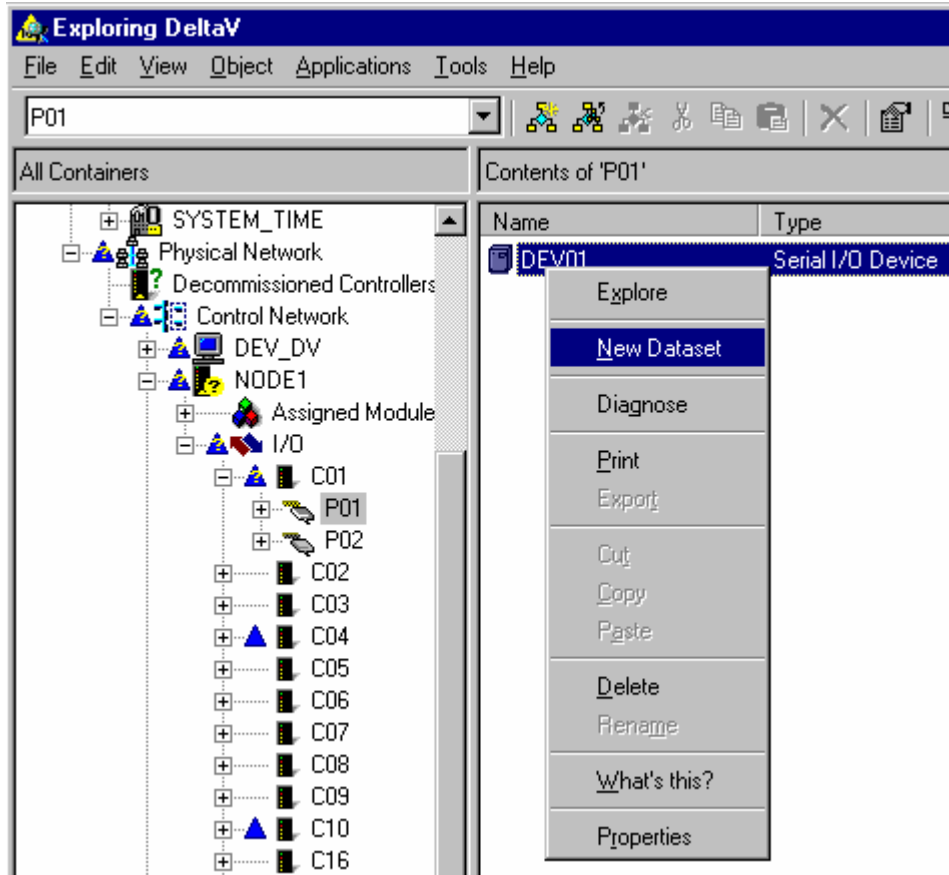 Exploring DeltaV
File Edit View Object Applications Tools Help
P01
All Containers
Contents of 'P01'
SYSTEM_TIME
Physical Network
Decommissioned Controllers
Control Network
DEV_DV
NODE1
Assigned Module
I/O
C01
P01
P02
C02
C03
C04
C05
C06
C07
C08
C09
C10
C16
Name Type
DEV01 Serial I/O Device
Explore
New Dataset
Diagnose
Print
Export
Cut
Copy
Paste
Delete
Rename
What's this?
Properties